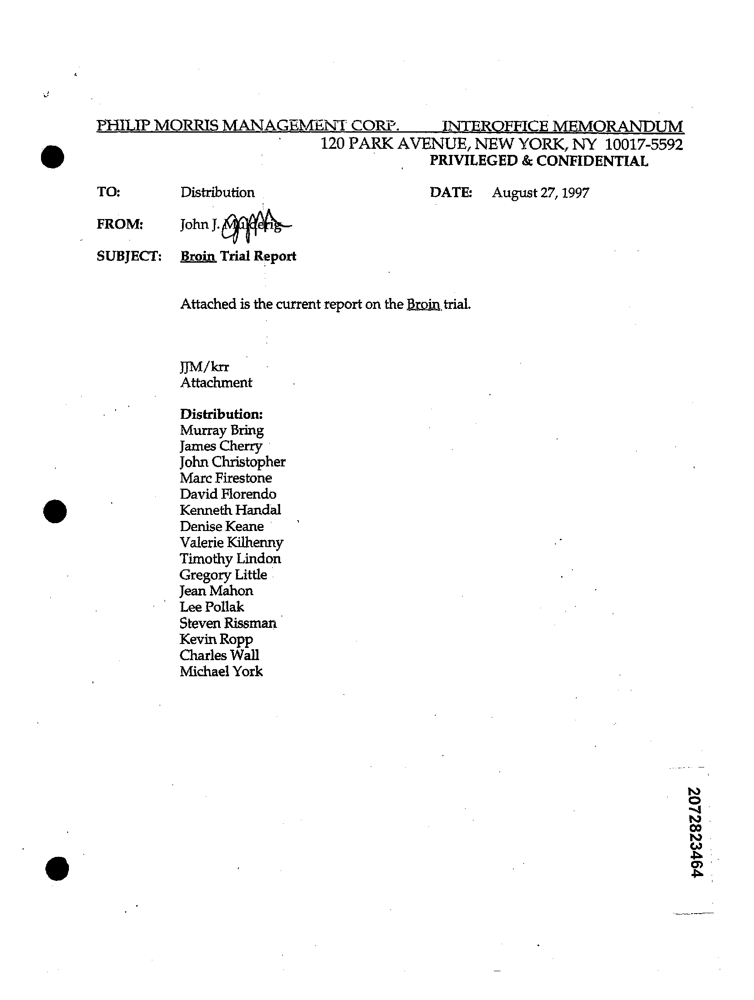 PHILIP MORRIS MANAGEMENT CORP. INTEROFFICE MEMORANDUM
120 PARK AVENUE, NEW YORK, NY 10017-5592
PRIVILEGED & CONFIDENTIAL
TO: Distribution DATE: August 27, 1997
FROM: John J.
SUBJECT: Broin Trial Report
Attached is the current report on the Broin trial.
JJM/krr
Attachment
Distribution:
Murray Bring
James Cherry
John Christopher
Marc Firestone
David Florendo
Kenneth Handal
Denise Keane
Valerie Kilhenny
Timothy Lindon
Gregory Little
Jean Mahon
Lee Pollak
Steven Rissman
Kevin Ropp
Charles Wall
Michael York
2072823464